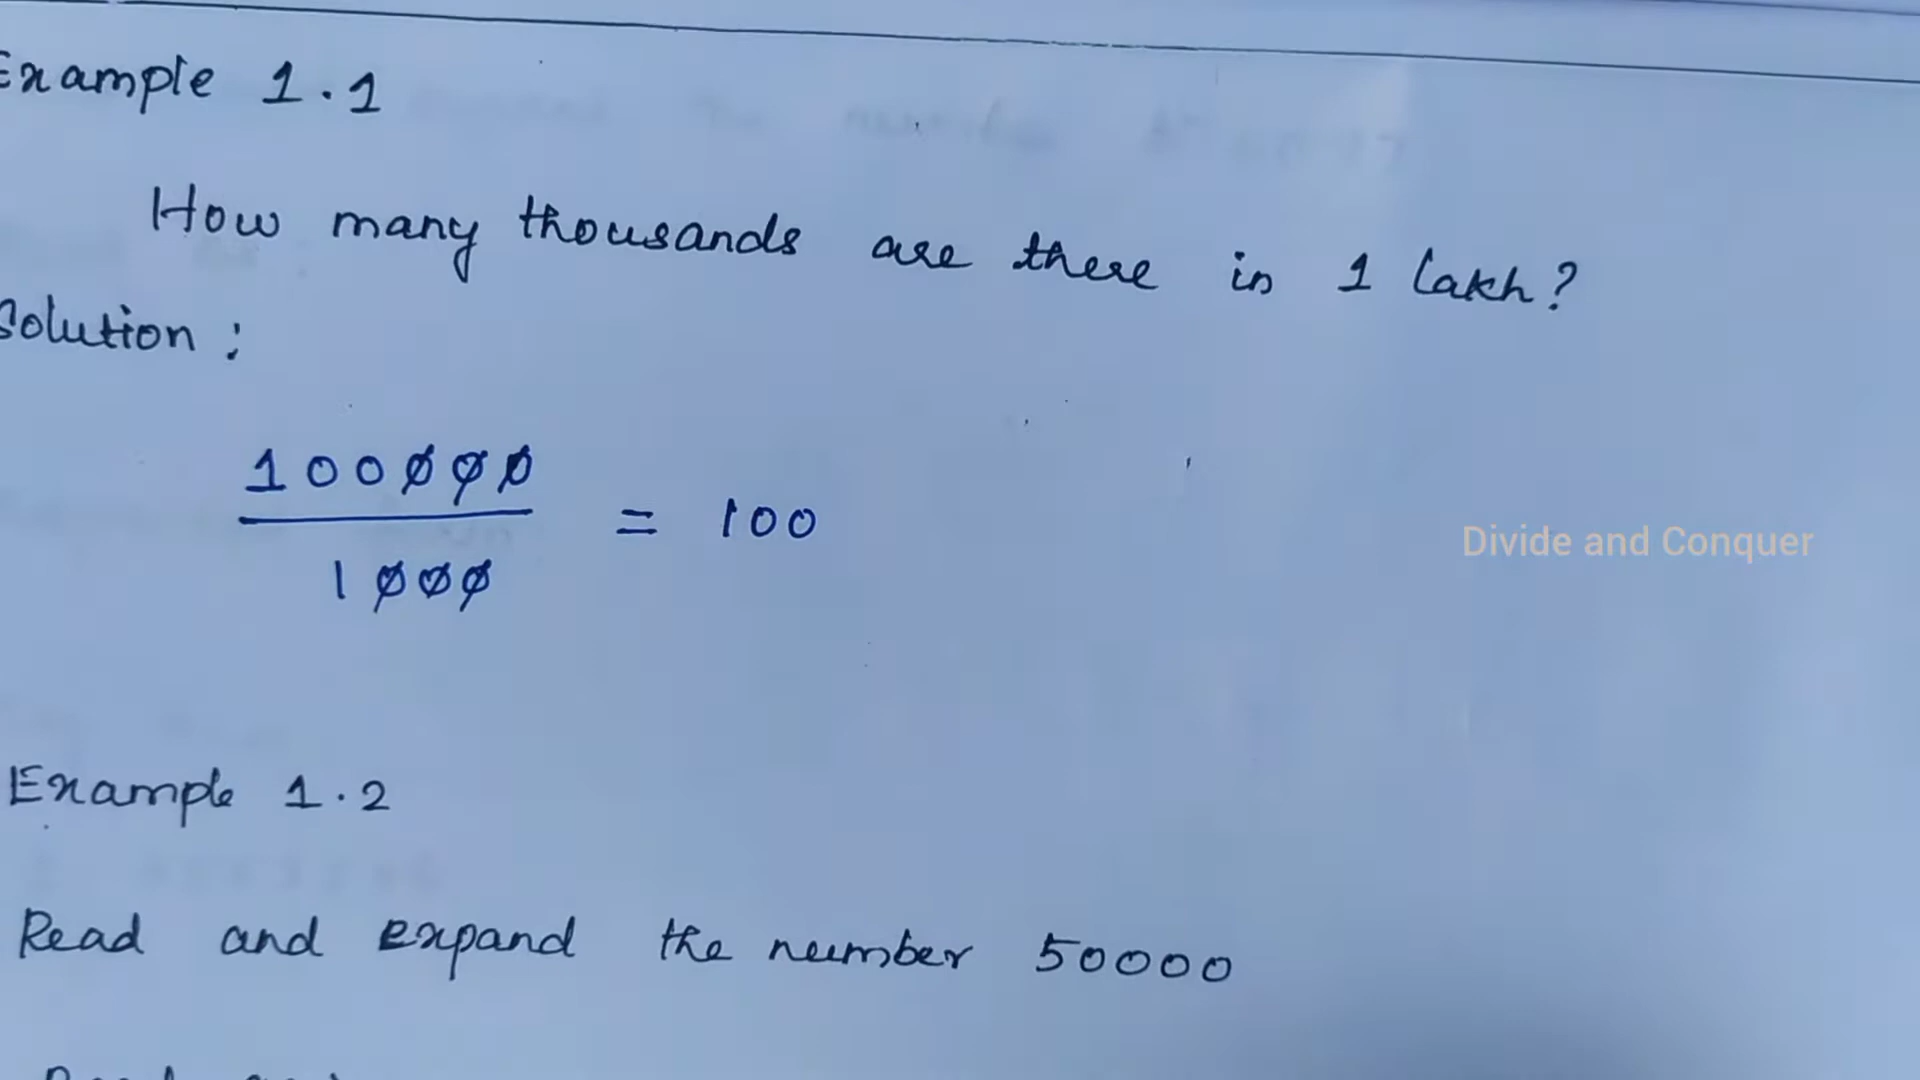 Example 1.1
How many thousands are there in 1 lakh?
Solution :
100000
1000
= 100
Divide and Conquer
Example 1.2
Read and expand the number 50000